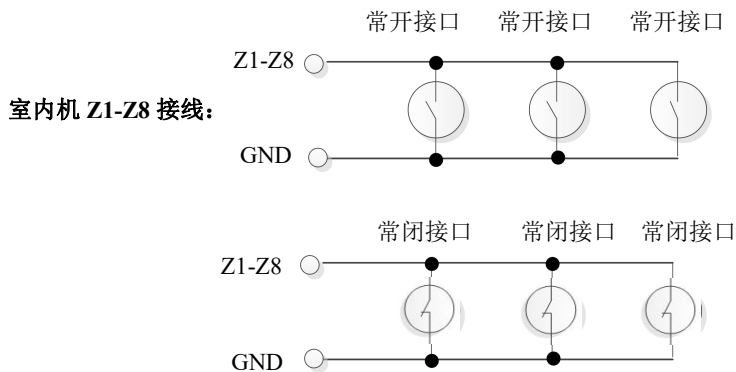 常开接口 常开接口 常开接口
Z1-Z8
室内机 Z1-Z8 接线：
GND
常闭接口 常闭接口 常闭接口
Z1-Z8
GND